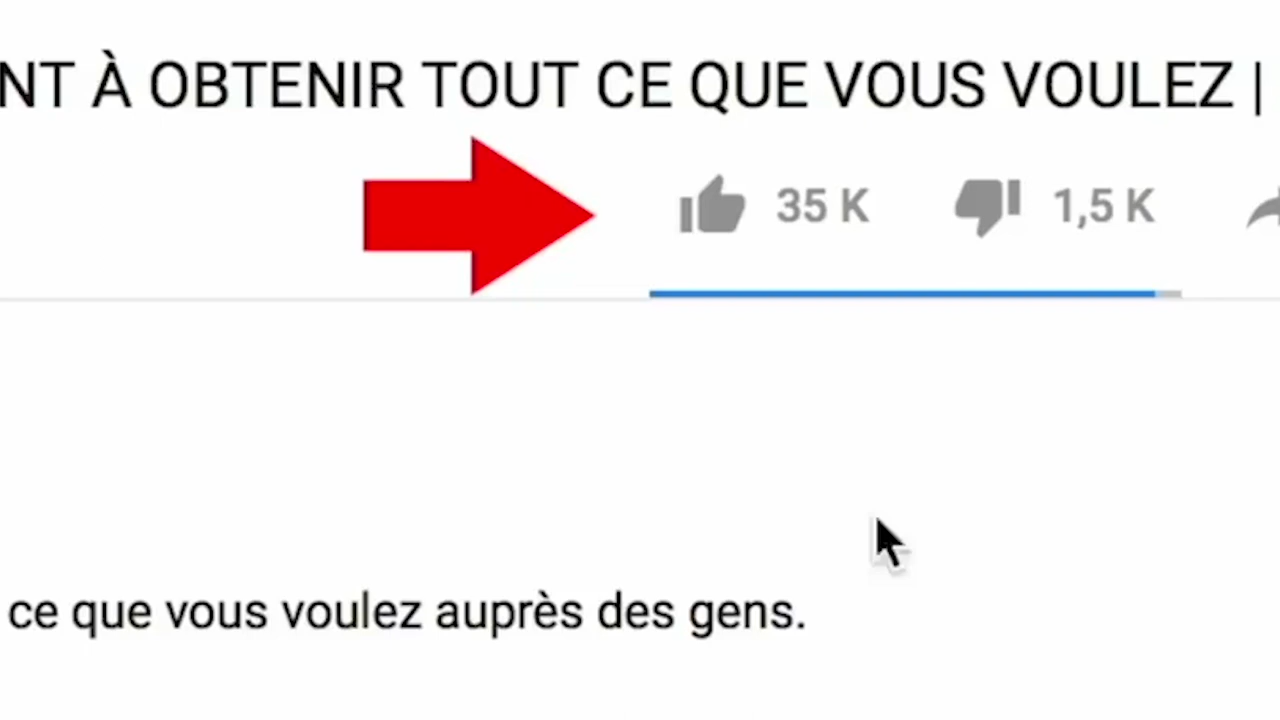 NT À OBTENIR TOUT CE QUE VOUS VOULEZ |
35 K 1,5 K
ce que vous voulez auprès des gens.